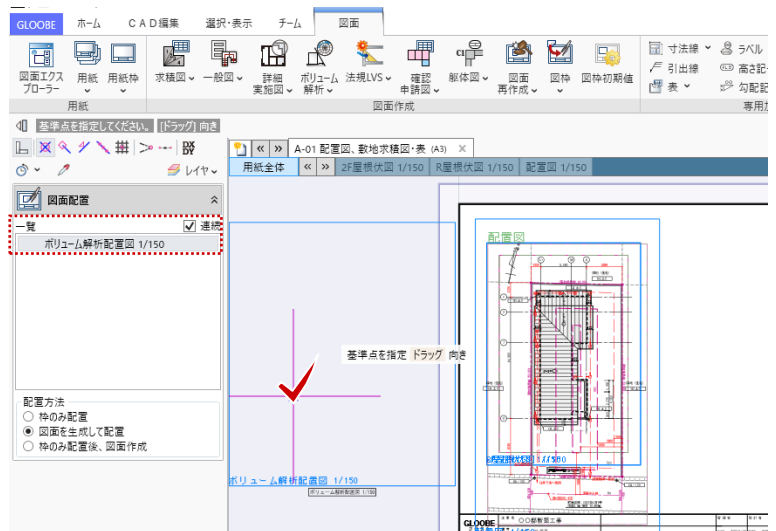 GLOOBE ホーム CAD編集 選択・表示 チーム 図面
図面エクスプローラー 用紙 用紙枠 求積図 一般図 詳細実施図 ボリューム解析 法規LVS 確認申請図 躯体図 図面再作成 図枠 図枠初期値
寸法線 ラベル
引出線 高さ記
表 勾配記
用紙 図面作成 専用
基準点を指定してください。 [ドラッグ] 向き
A-01 配置図、敷地求積図・表 (A3)
レイヤ
用紙全体 2F屋根伏図 1/150 R屋根伏図 1/150 配置図 1/150
図面配置
一覧 連続
ボリューム解析配置図 1/150
配置図
基準点を指定 ドラッグ 向き
配置方法
枠のみ配置
図面を生成して配置
枠のみ配置後、図面作成
ボリューム解析配置図 1/150
ボリューム解析配置図 1/150
GLOOBE